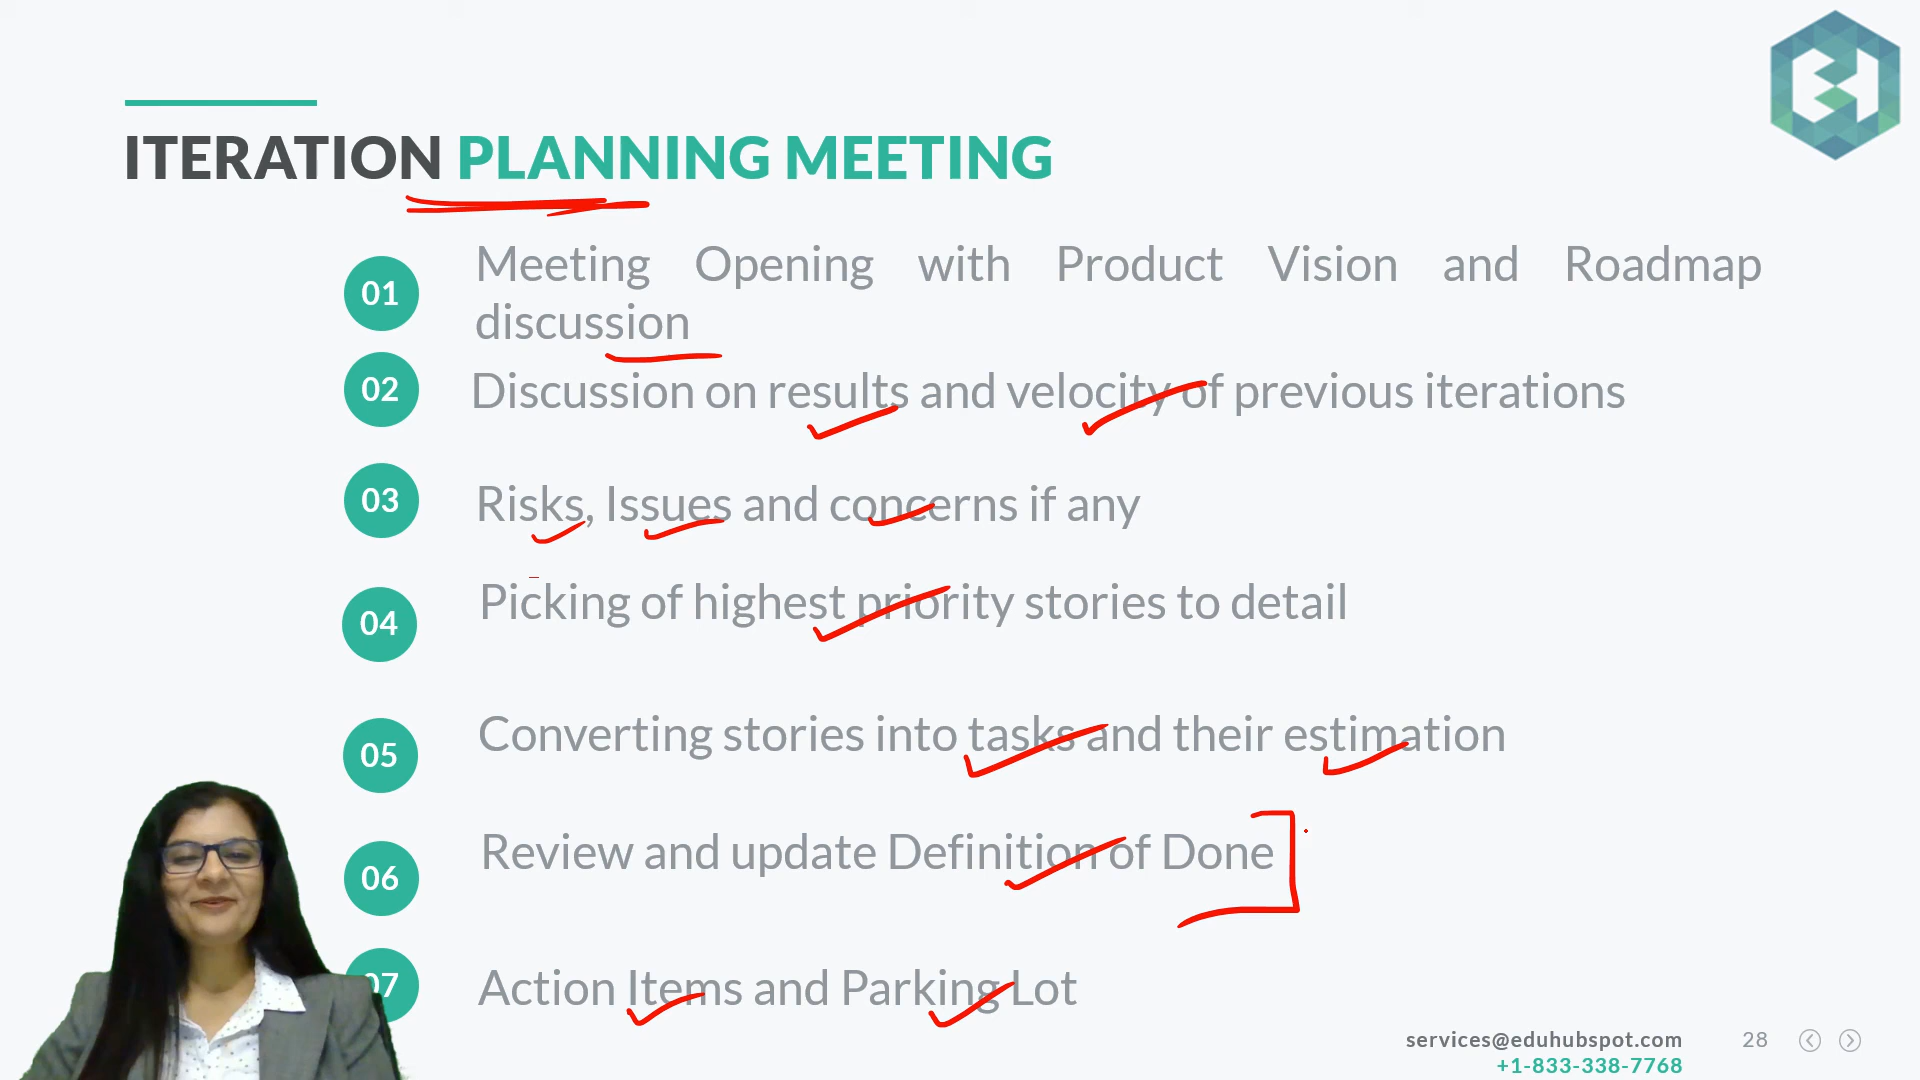 ITERATION PLANNING MEETING
01
Meeting Opening with Product Vision and Roadmap
discussion
02
Discussion on results and velocity of previous iterations
03
Risks, Issues and concerns if any
04
Picking of highest priority stories to detail
05
Converting stories into tasks and their estimation
06
Review and update Definition of Done
07
Action Items and Parking Lot
services@eduhubspot.com
28
+1-833-338-7768